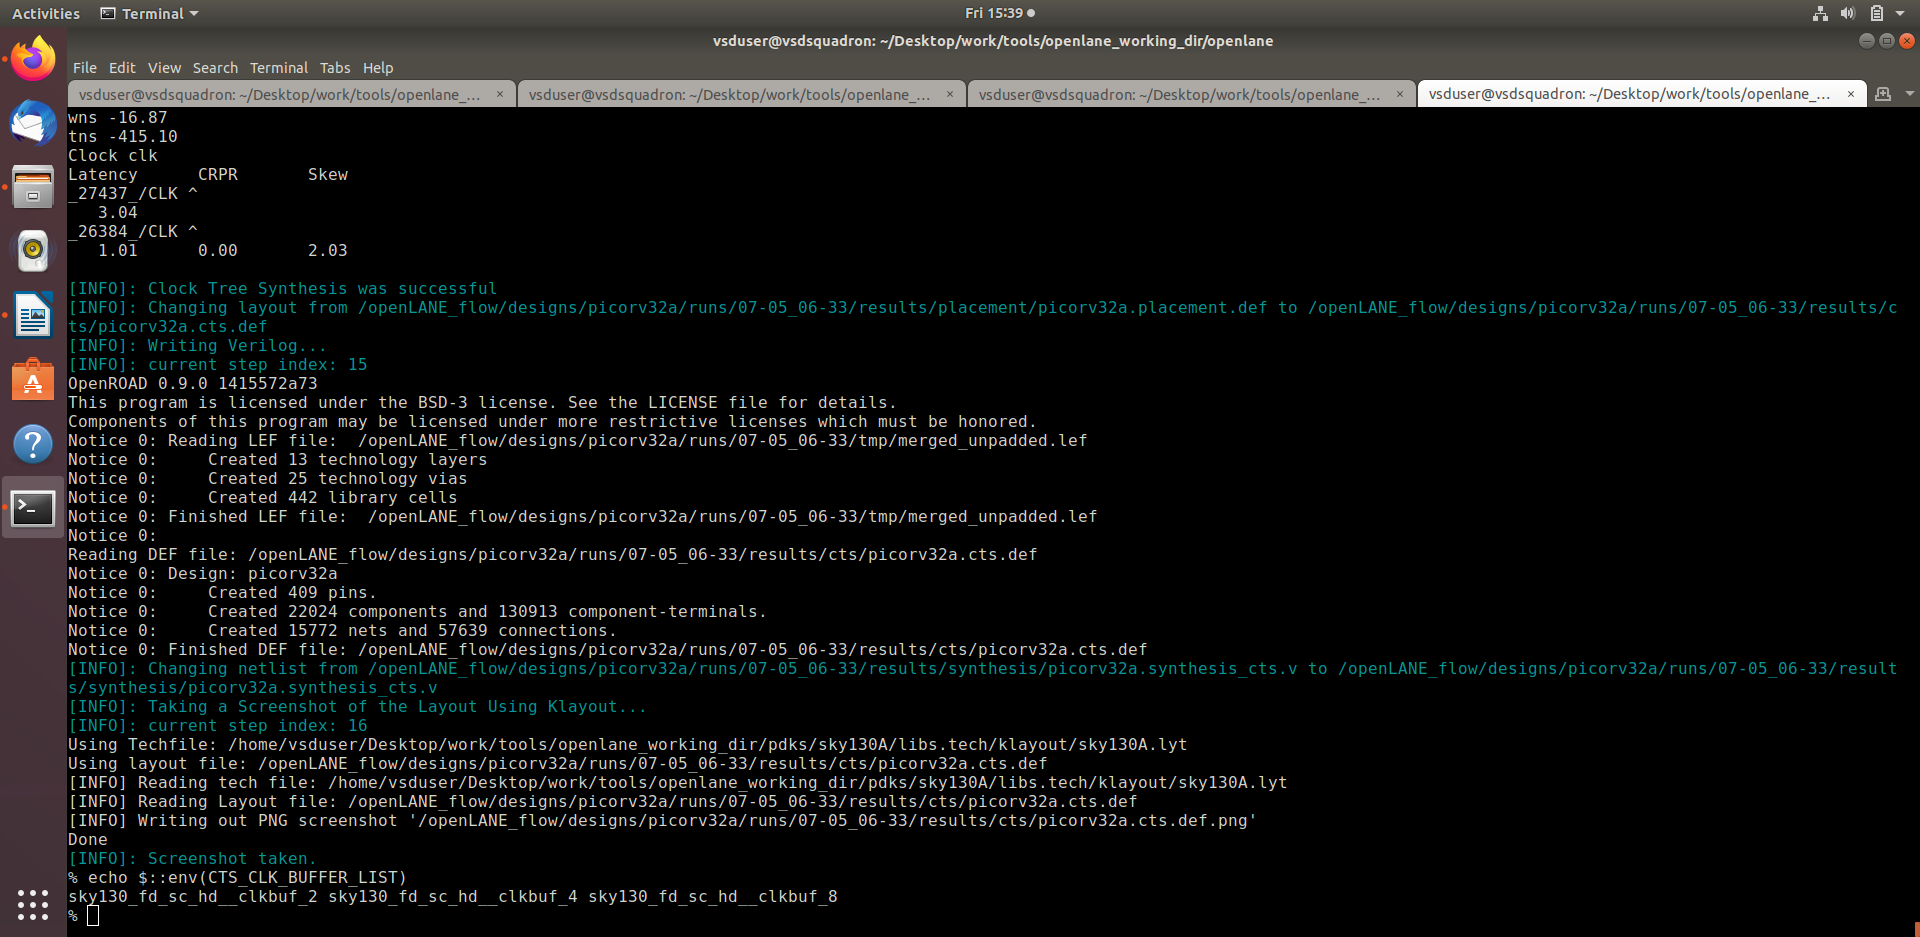 Activities Terminal Fri 15:39
vsduser@vsdsquadron: ~/Desktop/work/tools/openlane_working_dir/openlane
File Edit View Search Terminal Tabs Help
vsduser@vsdsquadron: ~/Desktop/work/tools/openlane_... × vsduser@vsdsquadron: ~/Desktop/work/tools/openlane_... × vsduser@vsdsquadron: ~/Desktop/work/tools/openlane_... × vsduser@vsdsquadron: ~/Desktop/work/tools/openlane_... ×
wns -16.87
tns -415.10
Clock clk
Latency      CRPR       Skew
_27437_/CLK ^
   3.04
_26384_/CLK ^
   1.01      0.00       2.03
[INFO]: Clock Tree Synthesis was successful
[INFO]: Changing layout from /openLANE_flow/designs/picorv32a/runs/07-05_06-33/results/placement/picorv32a.placement.def to /openLANE_flow/designs/picorv32a/runs/07-05_06-33/results/c
ts/picorv32a.cts.def
[INFO]: Writing Verilog...
[INFO]: current step index: 15
OpenROAD 0.9.0 1415572a73
This program is licensed under the BSD-3 license. See the LICENSE file for details.
Components of this program may be licensed under more restrictive licenses which must be honored.
Notice 0: Reading LEF file:  /openLANE_flow/designs/picorv32a/runs/07-05_06-33/tmp/merged_unpadded.lef
Notice 0:     Created 13 technology layers
Notice 0:     Created 25 technology vias
Notice 0:     Created 442 library cells
Notice 0: Finished LEF file:  /openLANE_flow/designs/picorv32a/runs/07-05_06-33/tmp/merged_unpadded.lef
Notice 0:
Reading DEF file: /openLANE_flow/designs/picorv32a/runs/07-05_06-33/results/cts/picorv32a.cts.def
Notice 0: Design: picorv32a
Notice 0:     Created 409 pins.
Notice 0:     Created 22024 components and 130913 component-terminals.
Notice 0:     Created 15772 nets and 57639 connections.
Notice 0: Finished DEF file: /openLANE_flow/designs/picorv32a/runs/07-05_06-33/results/cts/picorv32a.cts.def
[INFO]: Changing netlist from /openLANE_flow/designs/picorv32a/runs/07-05_06-33/results/synthesis/picorv32a.synthesis_cts.v to /openLANE_flow/designs/picorv32a/runs/07-05_06-33/result
s/synthesis/picorv32a.synthesis_cts.v
[INFO]: Taking a Screenshot of the Layout Using Klayout...
[INFO]: current step index: 16
Using Techfile: /home/vsduser/Desktop/work/tools/openlane_working_dir/pdks/sky130A/libs.tech/klayout/sky130A.lyt
Using layout file: /openLANE_flow/designs/picorv32a/runs/07-05_06-33/results/cts/picorv32a.cts.def
[INFO] Reading tech file: /home/vsduser/Desktop/work/tools/openlane_working_dir/pdks/sky130A/libs.tech/klayout/sky130A.lyt
[INFO] Reading Layout file: /openLANE_flow/designs/picorv32a/runs/07-05_06-33/results/cts/picorv32a.cts.def
[INFO] Writing out PNG screenshot '/openLANE_flow/designs/picorv32a/runs/07-05_06-33/results/cts/picorv32a.cts.def.png'
Done
[INFO]: Screenshot taken.
% echo $::env(CTS_CLK_BUFFER_LIST)
sky130_fd_sc_hd__clkbuf_2 sky130_fd_sc_hd__clkbuf_4 sky130_fd_sc_hd__clkbuf_8
%